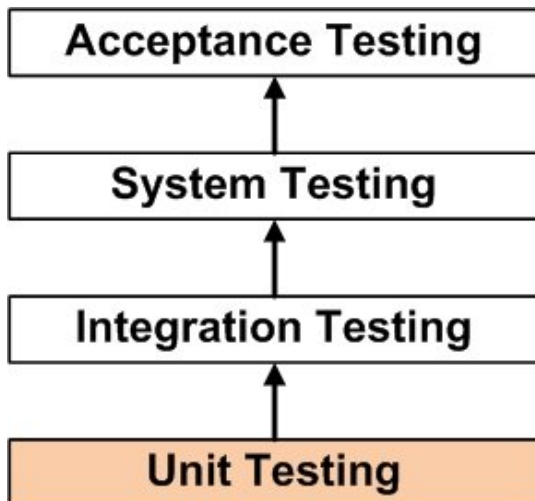 Acceptance Testing
System Testing
Integration Testing
Unit Testing